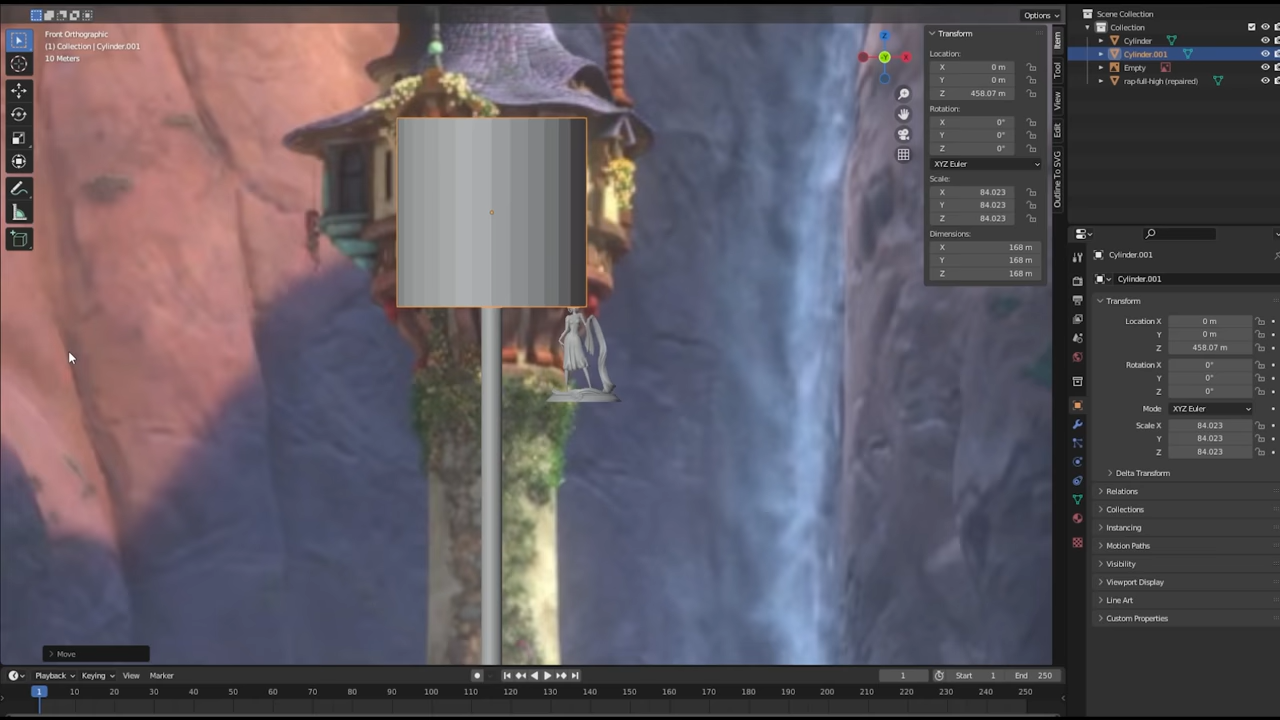 Options
Front Orthographic
(1) Collection | Cylinder.001
10 Meters
Z
X
Y
Transform
Location:
X 0 m
Y 0 m
Z 458.07 m
Rotation:
X 0°
Y 0°
Z 0°
XYZ Euler
Scale:
X 84.023
Y 84.023
Z 84.023
Dimensions:
X 168 m
Y 168 m
Z 168 m
Item
Tool
View
Edit
Outline To SVG
Scene Collection
Collection
Cylinder
Cylinder.001
Empty
rap-full-high (repaired)
Cylinder.001
Cylinder.001
Transform
Location X 0 m
Y 0 m
Z 458.07 m
Rotation X 0°
Y 0°
Z 0°
Mode XYZ Euler
Scale X 84.023
Y 84.023
Z 84.023
Delta Transform
Relations
Collections
Instancing
Motion Paths
Visibility
Viewport Display
Line Art
Custom Properties
Move
Playback Keying View Marker
1 Start 1 End 250
1 10 20 30 40 50 60 70 80 90 100 110 120 130 140 150 160 170 180 190 200 210 220 230 240 250